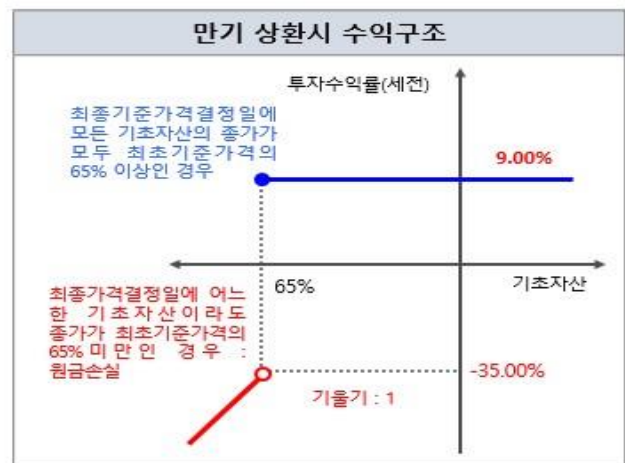 만기 상환시 수익구조
투자수익률(세전)
최종기준가격결정일에
모든 기초자산의 종가가
모두 최초기준가격의
65% 이상인 경우
9.00%
65%
기초자산
최종가격결정일에 어느
한 기초자산이라도
종가가 최초기준가격의
65% 미만인 경우 :
원금손실
-35.00%
기울기 : 1